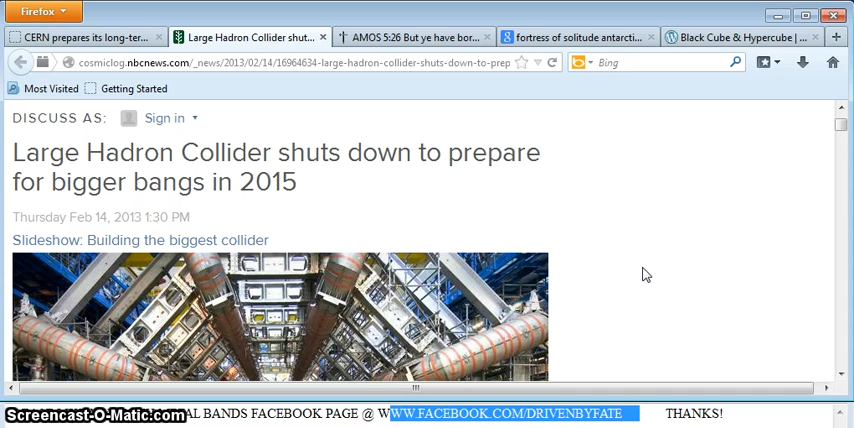 Firefox
CERN prepares its long-ter...
Large Hadron Collider shut...
AMOS 5:26 But ye have bor...
fortress of solitude antarcti...
Black Cube & Hypercube | ...
cosmiclog.nbcnews.com/_news/2013/02/14/16964634-large-hadron-collider-shuts-down-to-prep
Bing
Most Visited
Getting Started
DISCUSS AS: Sign in
Large Hadron Collider shuts down to prepare
for bigger bangs in 2015
Thursday Feb 14, 2013 1:30 PM
Slideshow: Building the biggest collider
Screencast-O-Matic.com
AL BANDS FACEBOOK PAGE @ WWW.FACEBOOK.COM/DRIVENBYFATE THANKS!